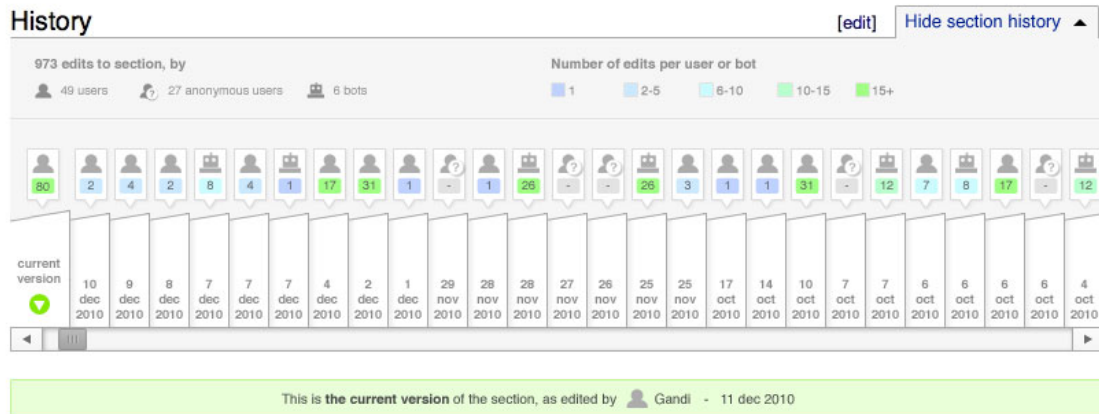 History [edit] Hide section history
973 edits to section, by Number of edits per user or bot
49 users 27 anonymous users 6 bots 1 2-5 6-10 10-15 15+
80 2 4 2 8 4 1 17 31 1 - 1 26 - - 26 3 1 1 31 - 12 7 8 17 - 12
current
version 10 9 8 7 7 7 4 2 1 29 28 28 27 26 25 25 17 14 10 7 7 6 6 6 6 4
dec dec dec dec dec dec dec dec dec nov nov nov nov nov nov nov oct oct oct oct oct oct oct oct oct oct
2010 2010 2010 2010 2010 2010 2010 2010 2010 2010 2010 2010 2010 2010 2010 2010 2010 2010 2010 2010 2010 2010 2010 2010 2010 2010
This is the current version of the section, as edited by Gandi - 11 dec 2010